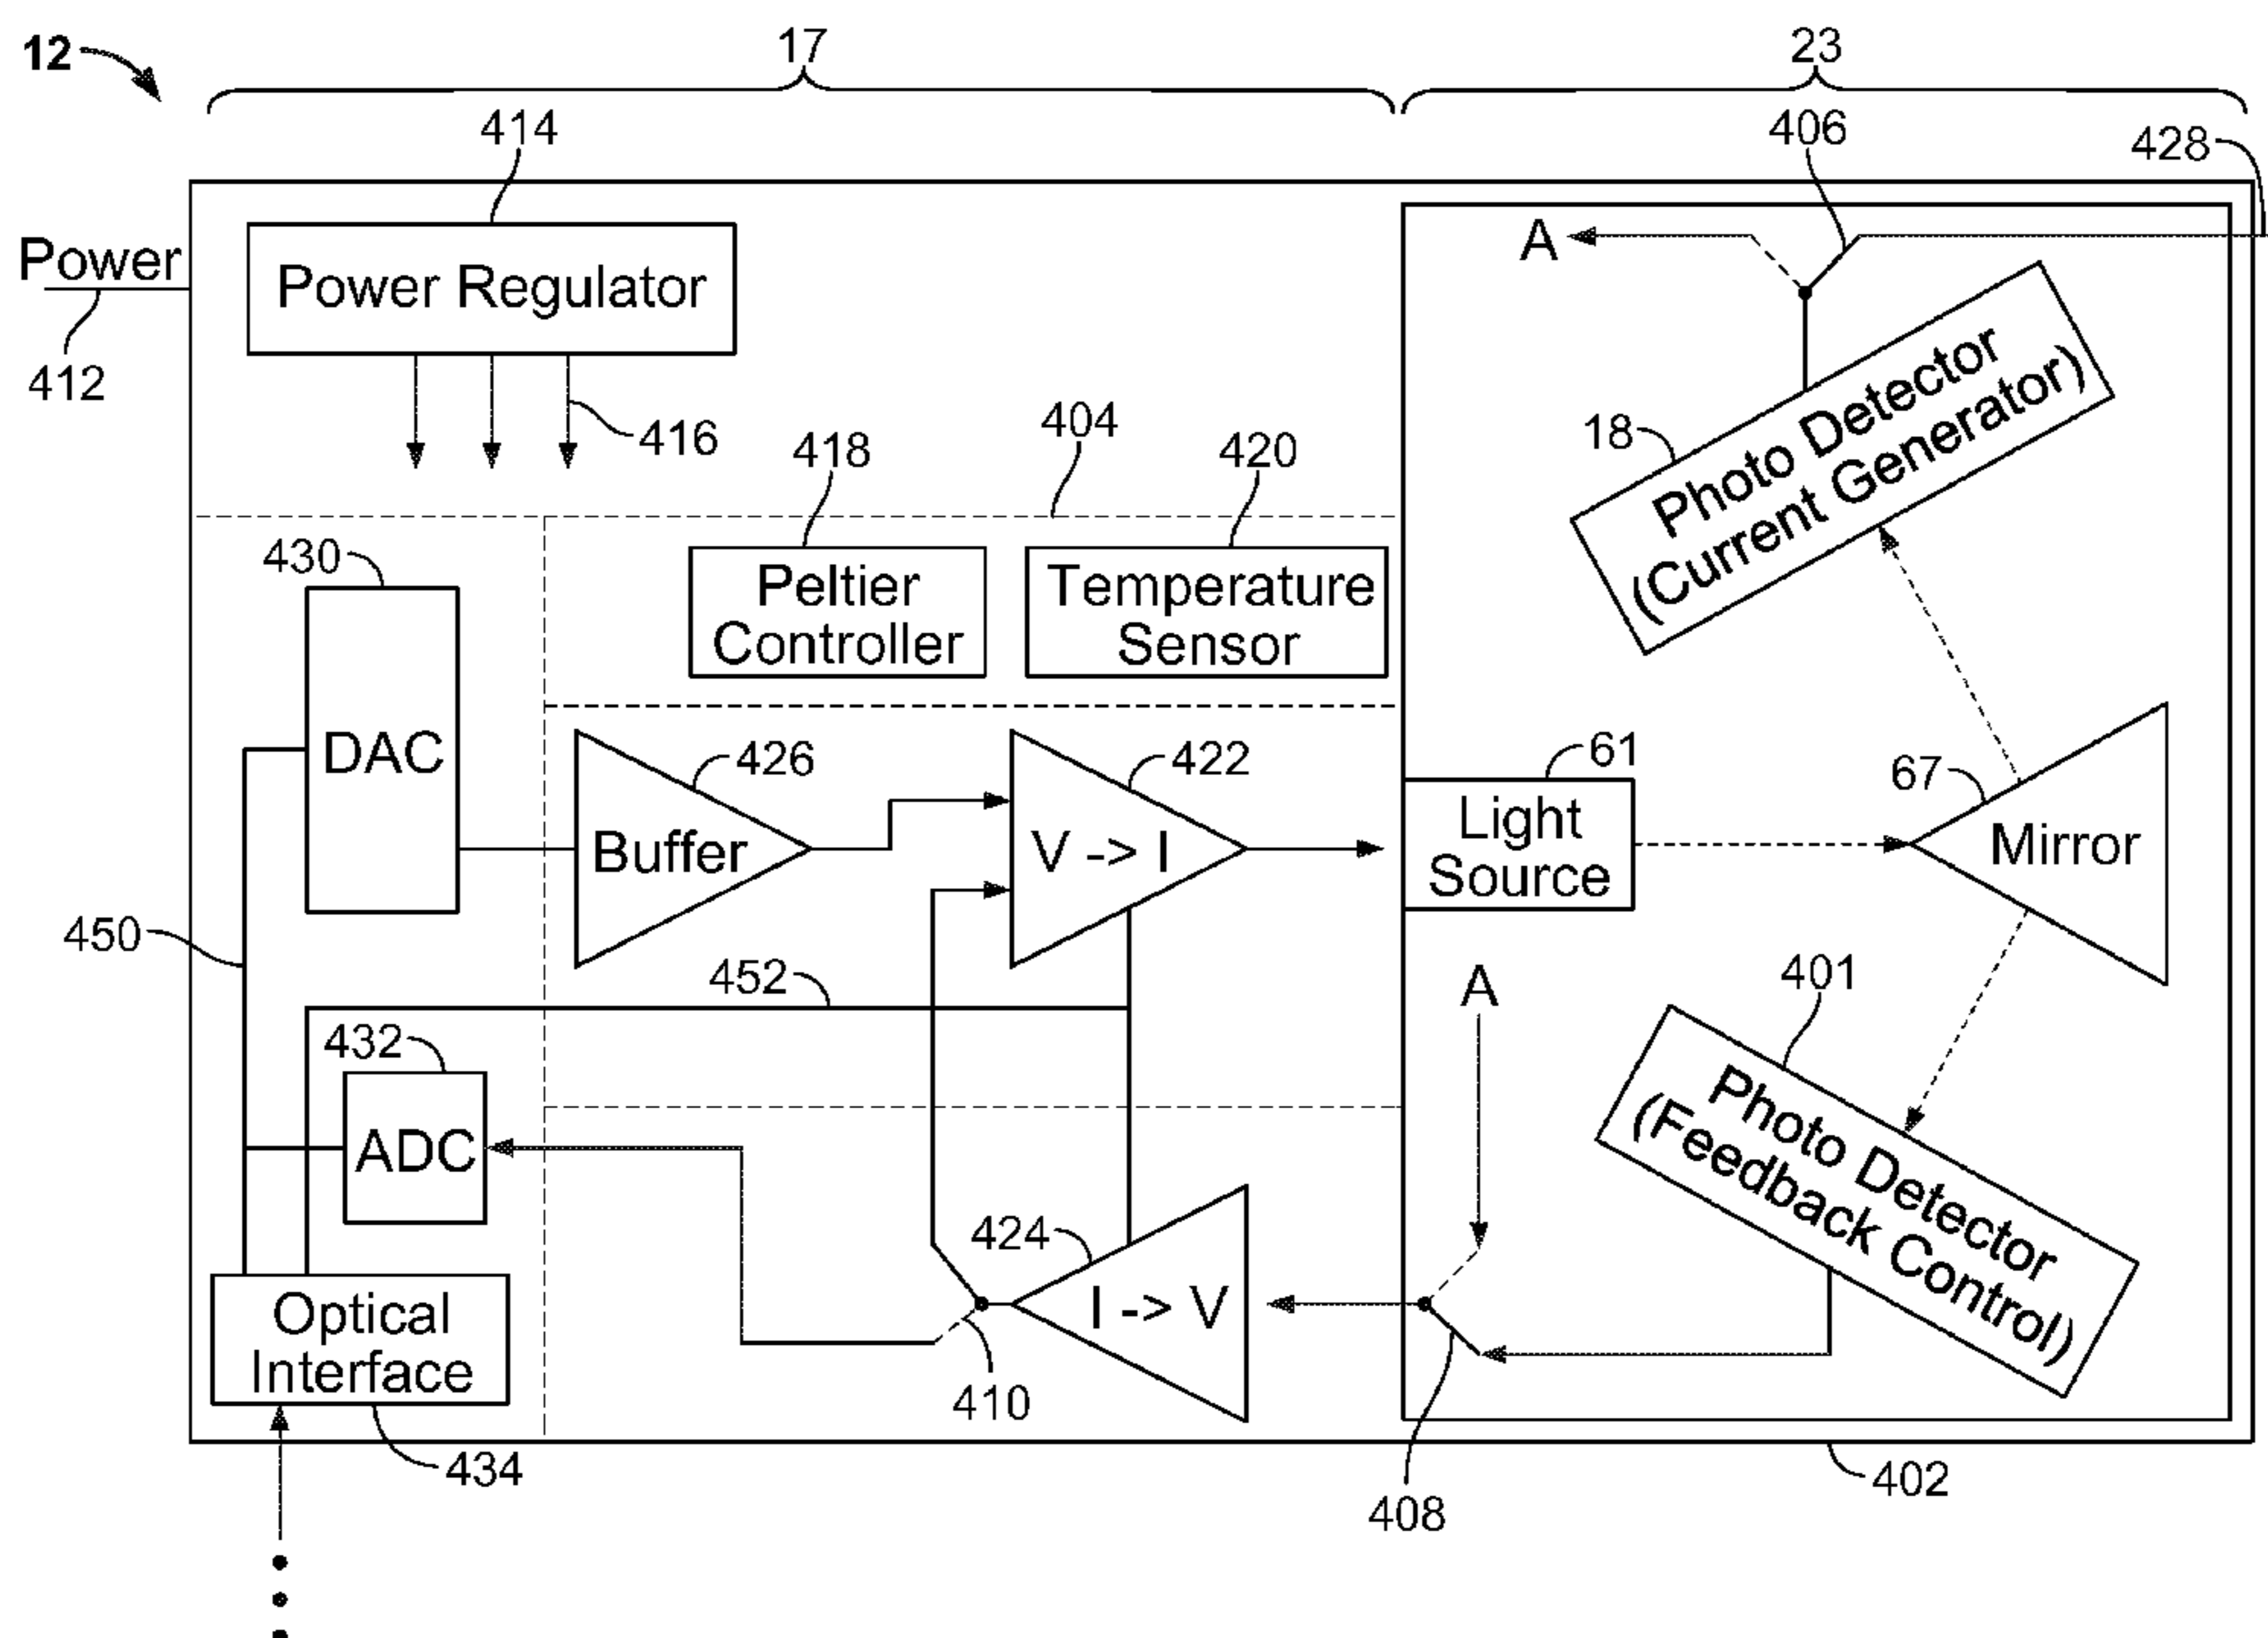 12
17
23
414
406
428
Power
412
Power Regulator
416
A
18
Photo Detector
(Current Generator)
404
418
420
430
Peltier
Controller
Temperature
Sensor
DAC
426
Buffer
422
V -> I
61
Light
Source
67
Mirror
450
452
A
401
Photo Detector
(Feedback Control)
432
ADC
424
I -> V
Optical
Interface
410
434
408
402